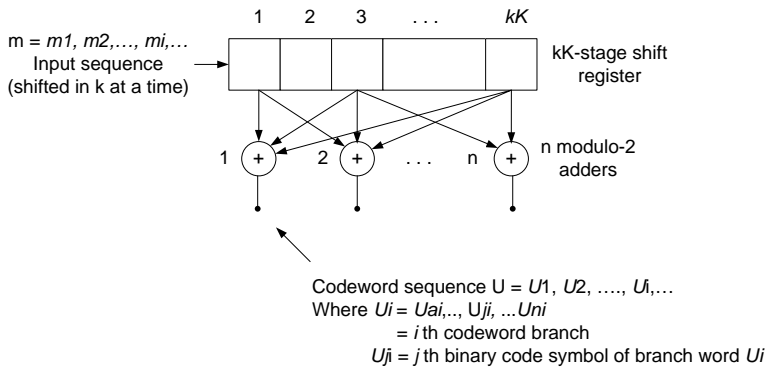 1 2 3 . . . kK
m = m1, m2,..., mi,...
Input sequence
(shifted in k at a time)
kK-stage shift
register
1 + 2 + . . . n +
n modulo-2
adders
Codeword sequence U = U1, U2, ...., Ui,...
Where Ui = Uai,.., Uji, ...Uni
= i th codeword branch
Uji = j th binary code symbol of branch word Ui